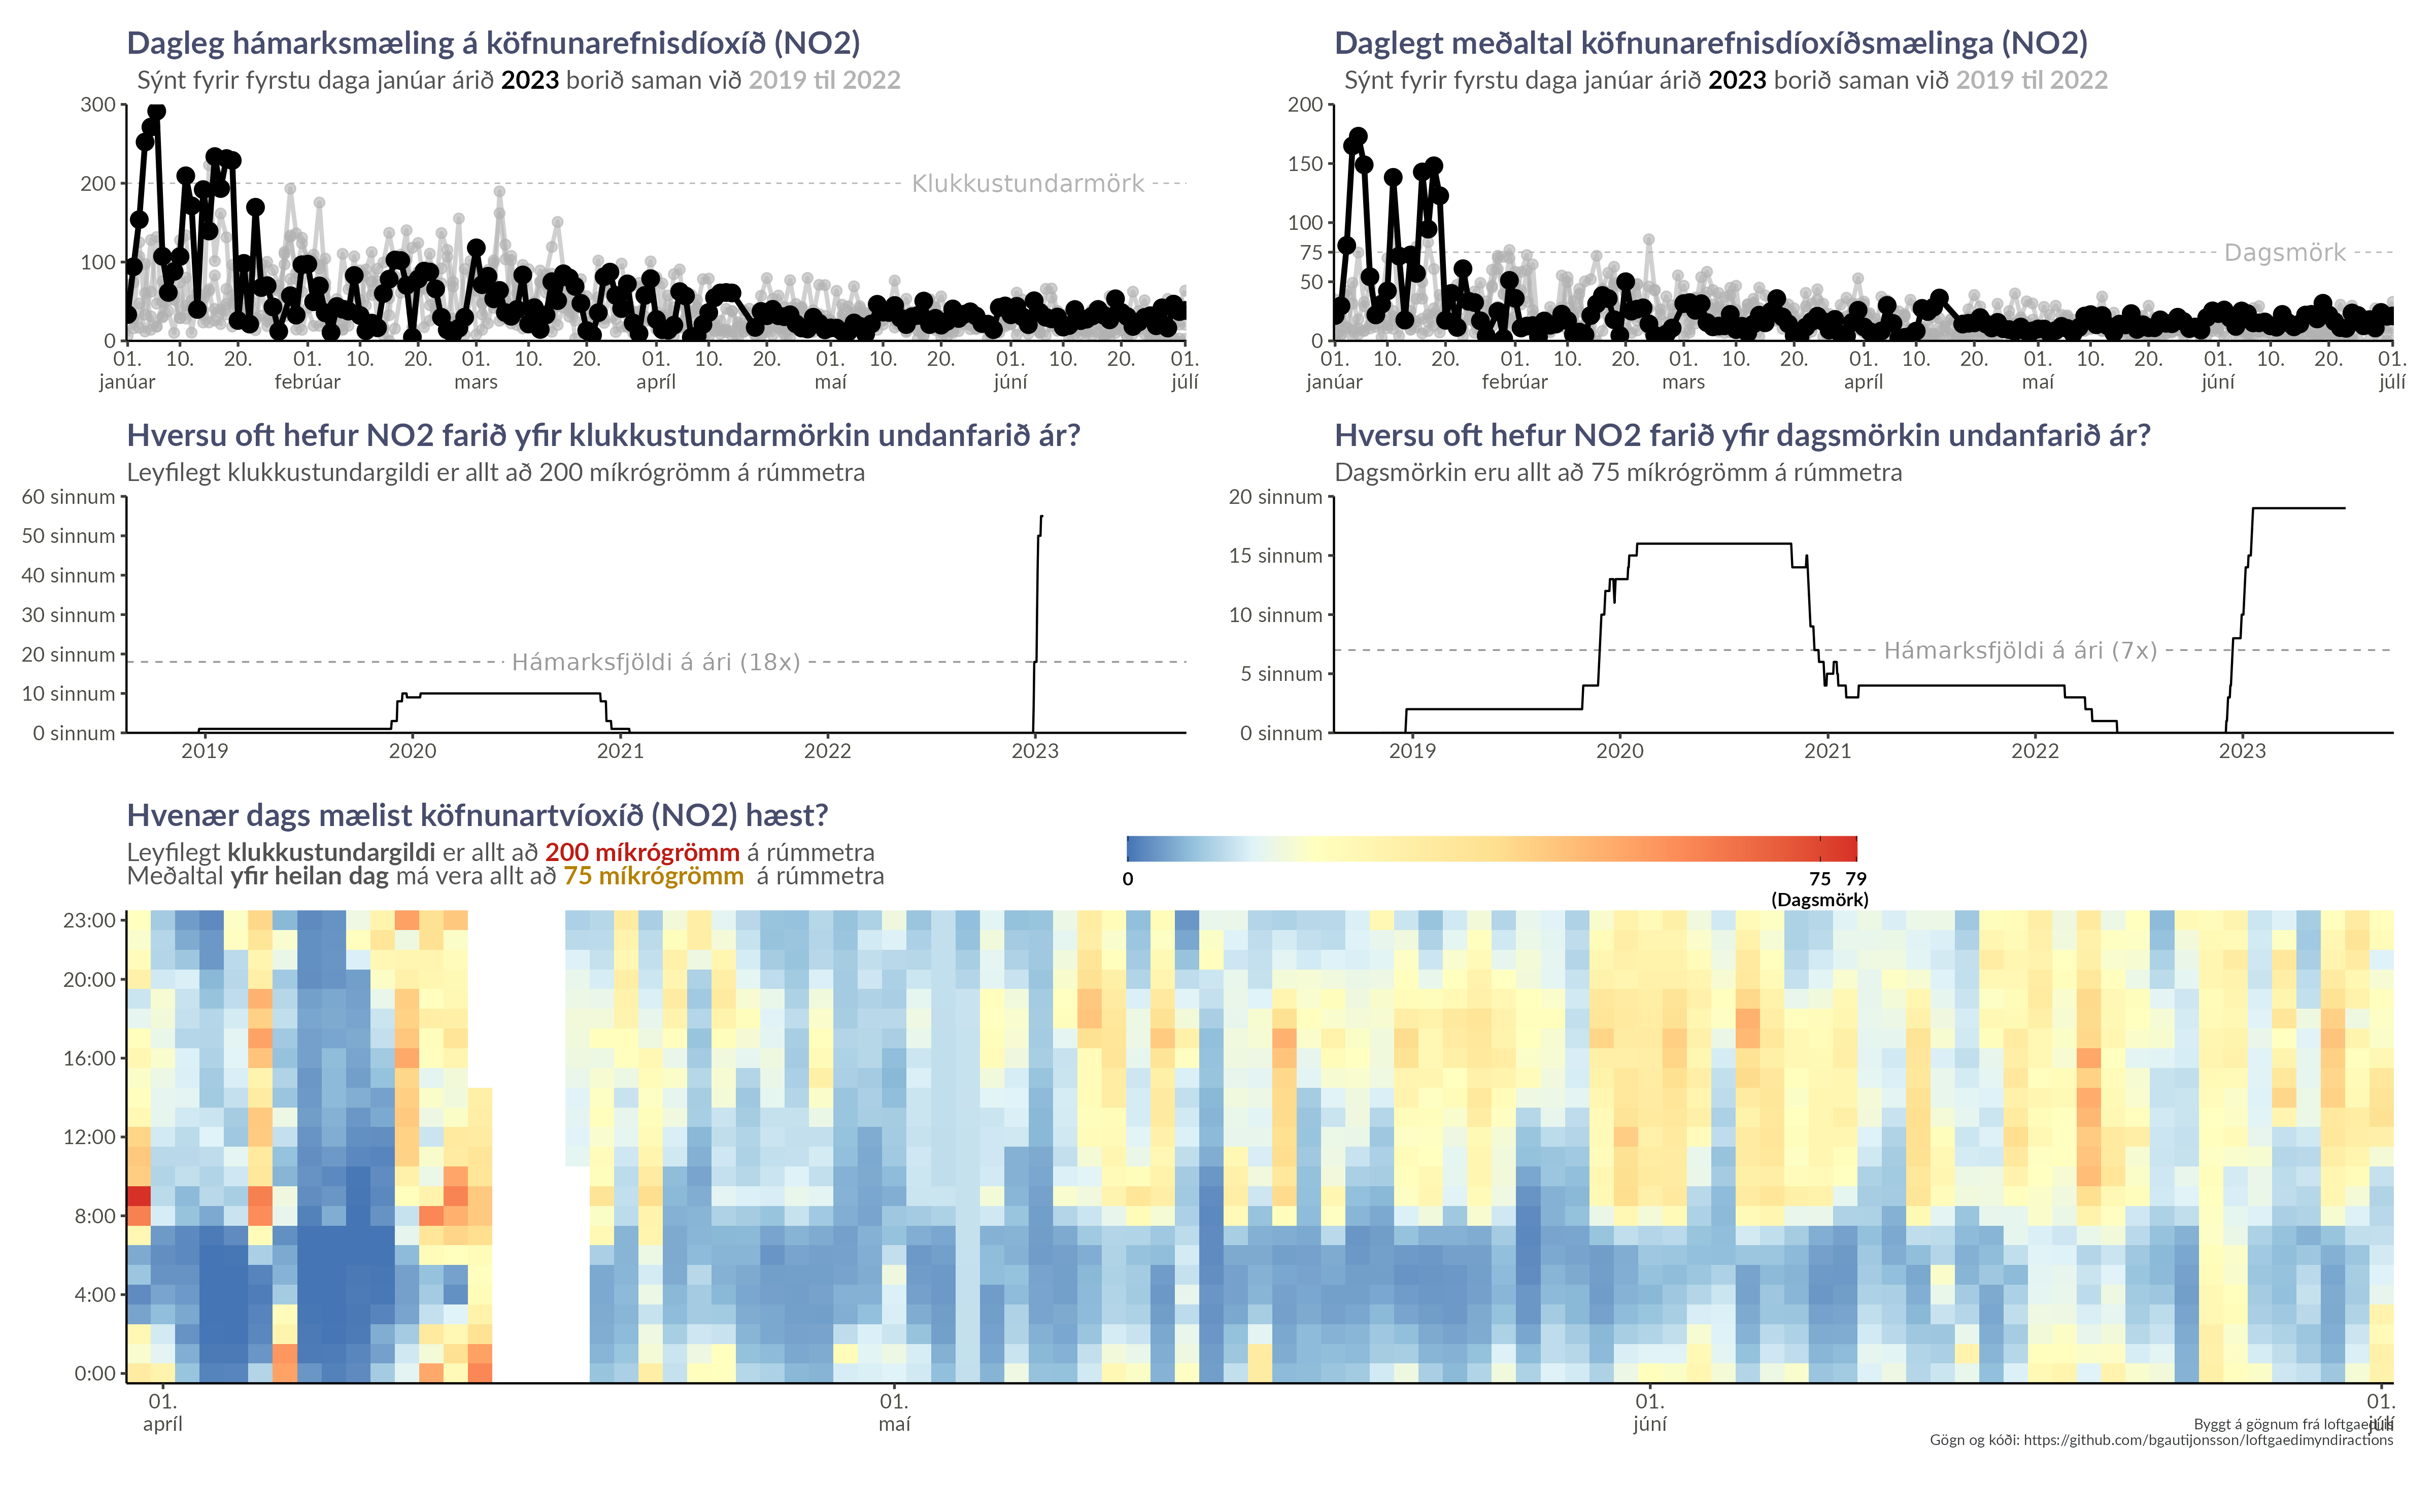 Dagleg hámarksmæling á köfnunarefnisdíoxíð (NO2)
Sýnt fyrir fyrstu daga janúar árið 2023 borið saman við 2019 til 2022
300
200
100
0
Klukkustundarmörk
01. 10. 20. 01. 10. 20. 01. 10. 20. 01. 10. 20. 01. 10. 20. 01. 10. 20. 01.
janúar febrúar mars apríl maí júní júlí
Daglegt meðaltal köfnunarefnisdíoxíðsmælinga (NO2)
Sýnt fyrir fyrstu daga janúar árið 2023 borið saman við 2019 til 2022
200
150
100
75
50
0
Dagsmörk
01. 10. 20. 01. 10. 20. 01. 10. 20. 01. 10. 20. 01. 10. 20. 01. 10. 20. 01.
janúar febrúar mars apríl maí júní júlí
Hversu oft hefur NO2 farið yfir klukkustundarmörkin undanfarið ár?
Leyfilegt klukkustundargildi er allt að 200 míkrógrömm á rúmmetra
60 sinnum
50 sinnum
40 sinnum
30 sinnum
20 sinnum
10 sinnum
0 sinnum
Hámarksfjöldi á ári (18x)
2019 2020 2021 2022 2023
Hversu oft hefur NO2 farið yfir dagsmörkin undanfarið ár?
Dagsmörkin eru allt að 75 míkrógrömm á rúmmetra
20 sinnum
15 sinnum
10 sinnum
5 sinnum
0 sinnum
Hámarksfjöldi á ári (7x)
2019 2020 2021 2022 2023
Hvenær dags mælist köfnunartvíoxíð (NO2) hæst?
Leyfilegt klukkustundargildi er allt að 200 míkrógrömm á rúmmetra
Meðaltal yfir heilan dag má vera allt að 75 míkrógrömm á rúmmetra
0 75 79
(Dagsmörk)
23:00
20:00
16:00
12:00
8:00
4:00
0:00
01. 01. 01. 01.
apríl maí júní júlí
Byggt á gögnum frá loftgaedi.is
Gögn og kóði: https://github.com/bgautijonsson/loftgaedimyndiractions